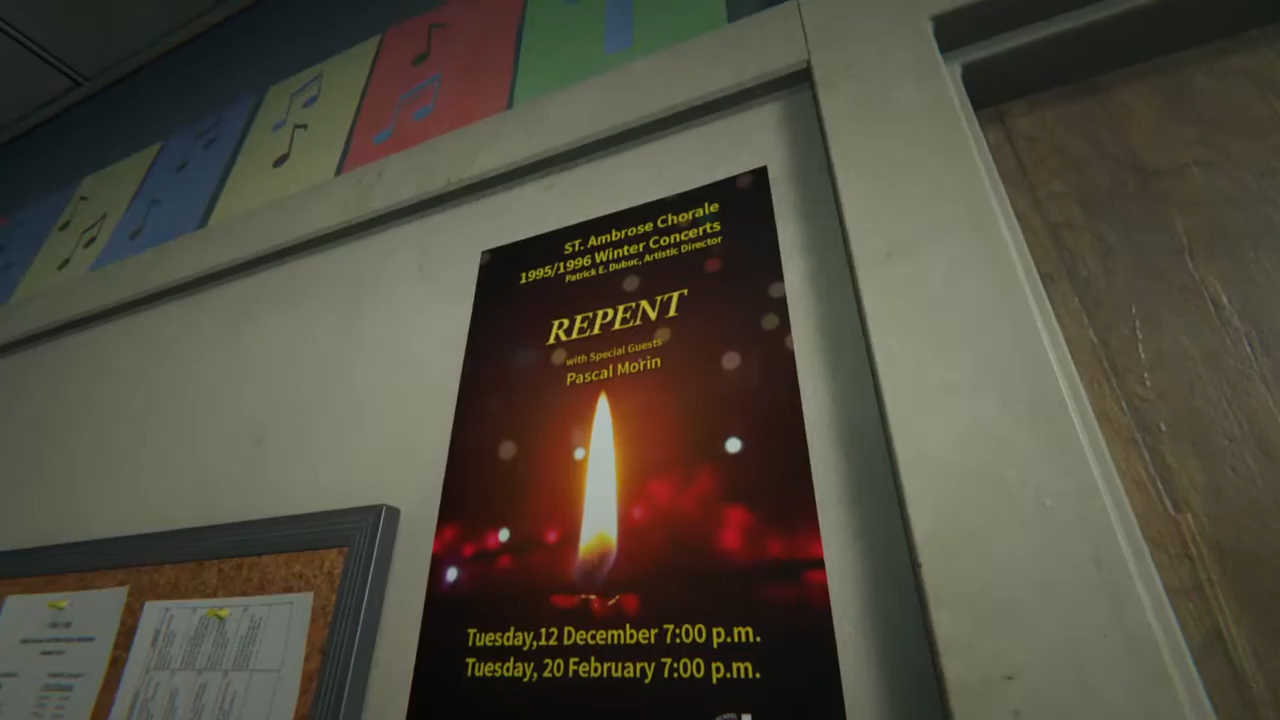 ST. Ambrose Chorale
1995/1996 Winter Concerts
Patrick E. Dubuc, Artistic Director
REPENT
with Special Guests
Pascal Morin
Tuesday,12 December 7:00 p.m.
Tuesday, 20 February 7:00 p.m.